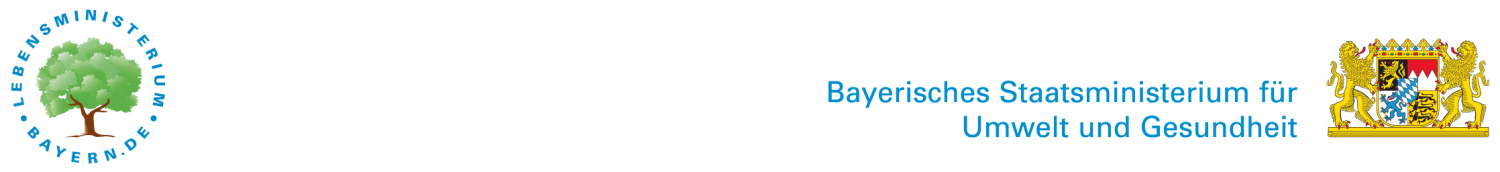 LEBENSMINISTERIUM
BAYERN.DE
Bayerisches Staatsministerium für
Umwelt und Gesundheit